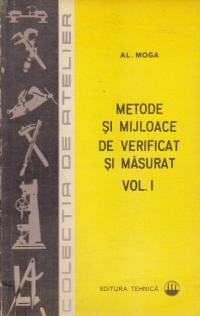 AL. MOGA
METODE
ȘI MIJLOACE
DE VERIFICAT
ȘI MĂSURAT
VOL. I
EDITURA TEHNICĂ
COLECȚIA DE ATELIER